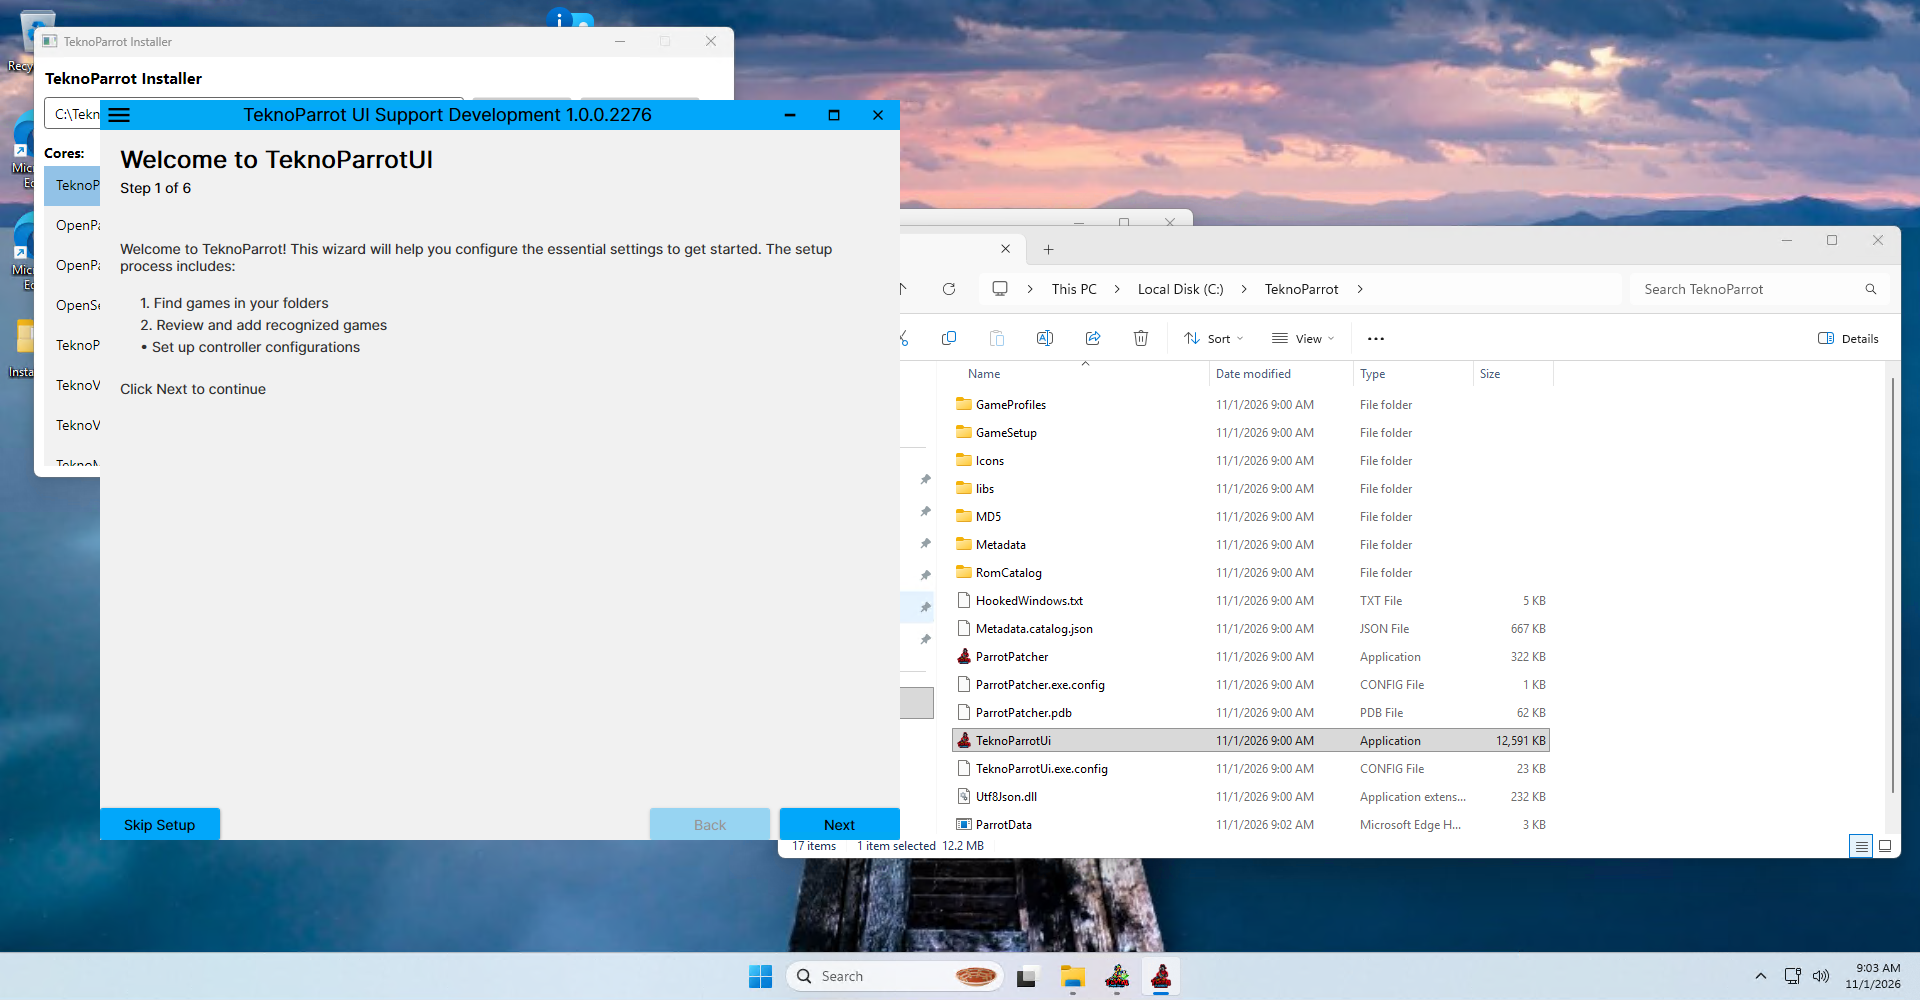 TeknoParrot Installer
TeknoParrot Installer
C:\Tekn
Cores:
TeknoP
OpenPa
OpenPa
OpenSe
TeknoP
TeknoV
TeknoV
Recy
Mic
Ed
Mic
Ed
Insta
TeknoParrot UI Support Development 1.0.0.2276
Welcome to TeknoParrotUI
Step 1 of 6
Welcome to TeknoParrot! This wizard will help you configure the essential settings to get started. The setup
process includes:
1. Find games in your folders
2. Review and add recognized games
• Set up controller configurations
Click Next to continue
Skip Setup
Back
Next
This PC
Local Disk (C:)
TeknoParrot
Search TeknoParrot
Sort
View
Details
Name Date modified Type Size
GameProfiles 11/1/2026 9:00 AM File folder
GameSetup 11/1/2026 9:00 AM File folder
Icons 11/1/2026 9:00 AM File folder
libs 11/1/2026 9:00 AM File folder
MD5 11/1/2026 9:00 AM File folder
Metadata 11/1/2026 9:00 AM File folder
RomCatalog 11/1/2026 9:00 AM File folder
HookedWindows.txt 11/1/2026 9:00 AM TXT File 5 KB
Metadata.catalog.json 11/1/2026 9:00 AM JSON File 667 KB
ParrotPatcher 11/1/2026 9:00 AM Application 322 KB
ParrotPatcher.exe.config 11/1/2026 9:00 AM CONFIG File 1 KB
ParrotPatcher.pdb 11/1/2026 9:00 AM PDB File 62 KB
TeknoParrotUi 11/1/2026 9:00 AM Application 12,591 KB
TeknoParrotUi.exe.config 11/1/2026 9:00 AM CONFIG File 23 KB
Utf8Json.dll 11/1/2026 9:00 AM Application extens... 232 KB
ParrotData 11/1/2026 9:02 AM Microsoft Edge H... 3 KB
17 items 1 item selected 12.2 MB
Search
9:03 AM
11/1/2026